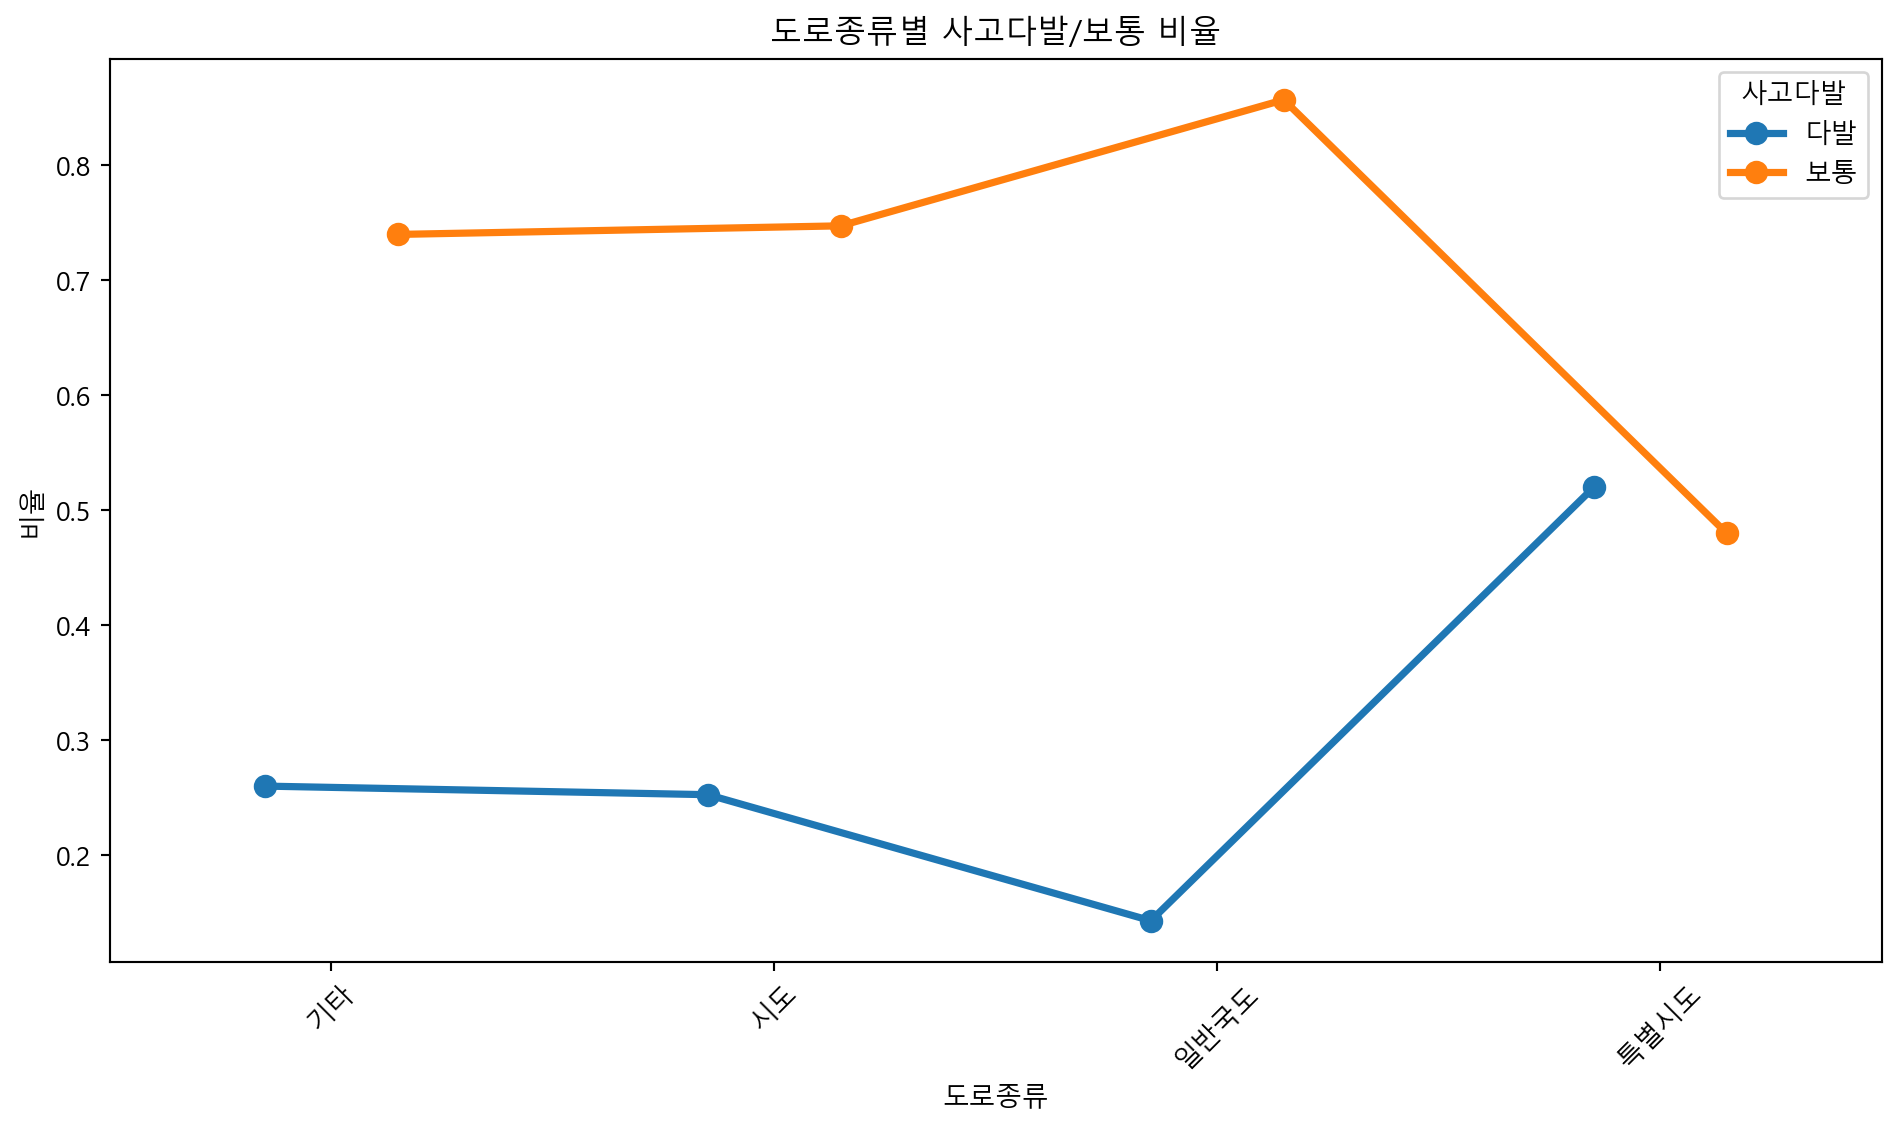 도로종류별 사고다발/보통 비율
사고다발
다발
보통
비율
0.8
0.7
0.6
0.5
0.4
0.3
0.2
기타
시도
일반국도
특별시도
도로종류